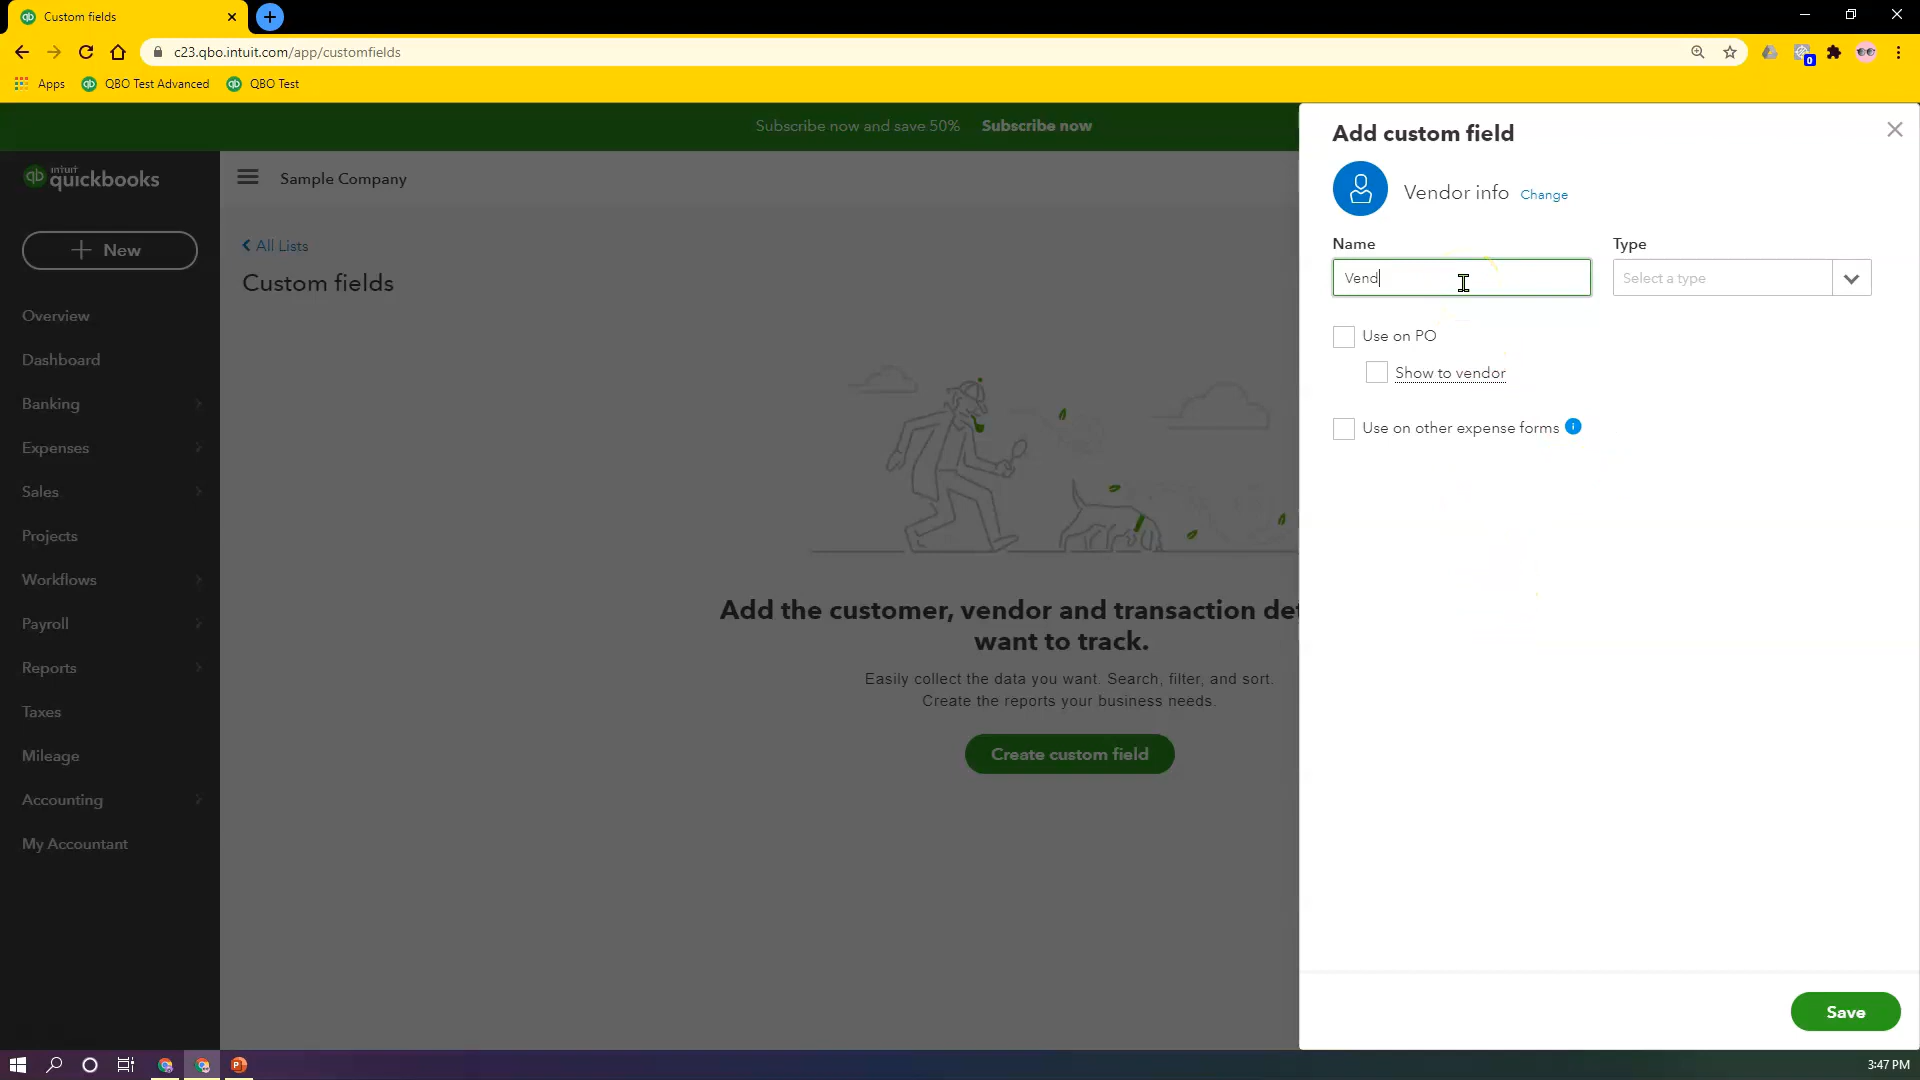 Custom fields
c23.qbo.intuit.com/app/customfields
0
Apps
QBO Test Advanced
QBO Test
Subscribe now and save 50% Subscribe now
intuit
quickbooks
Sample Company
New
All Lists
Custom fields
Overview
Dashboard
Banking
Expenses
Sales
Projects
Workflows
Payroll
Reports
Taxes
Mileage
Accounting
My Accountant
Add the customer, vendor and transaction de
want to track.
Easily collect the data you want. Search, filter, and sort.
Create the reports your business needs.
Create custom field
Add custom field
Vendor info Change
Name
Type
Vend
Select a type
Use on PO
Show to vendor
Use on other expense forms
Save
3:47 PM